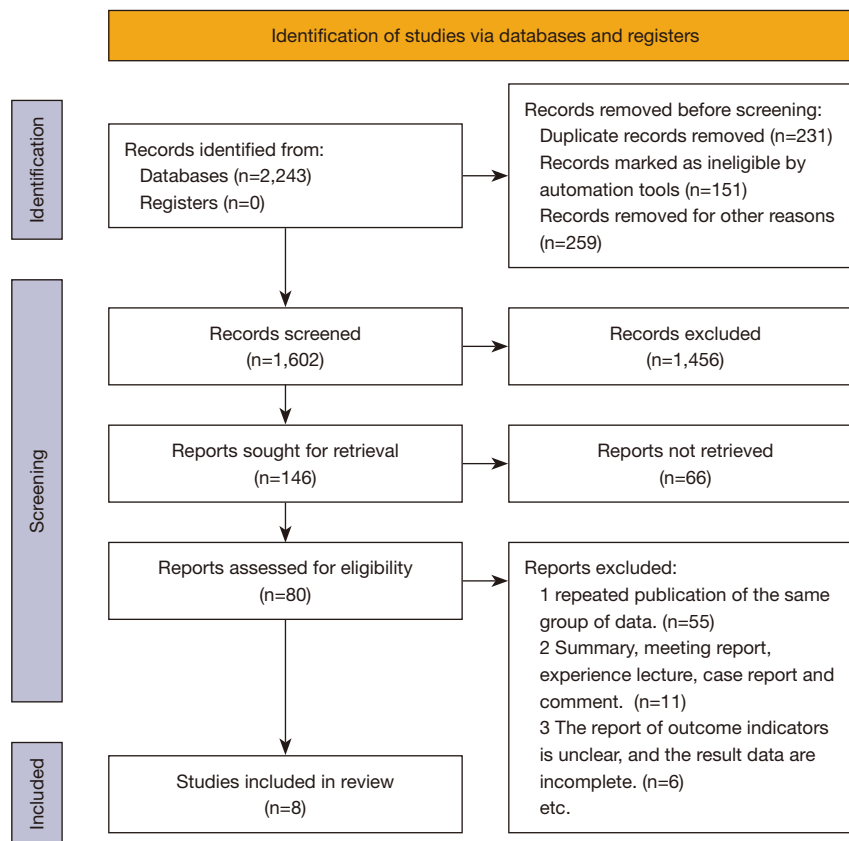 Identification of studies via databases and registers
Identification
Records identified from:
Databases (n=2,243)
Registers (n=0)
Records removed before screening:
Duplicate records removed (n=231)
Records marked as ineligible by
automation tools (n=151)
Records removed for other reasons
(n=259)
Screening
Records screened
(n=1,602)
Records excluded
(n=1,456)
Reports sought for retrieval
(n=146)
Reports not retrieved
(n=66)
Reports assessed for eligibility
(n=80)
Reports excluded:
1 repeated publication of the same
group of data. (n=55)
2 Summary, meeting report,
experience lecture, case report and
comment. (n=11)
3 The report of outcome indicators
is unclear, and the result data are
incomplete. (n=6)
etc.
Included
Studies included in review
(n=8)